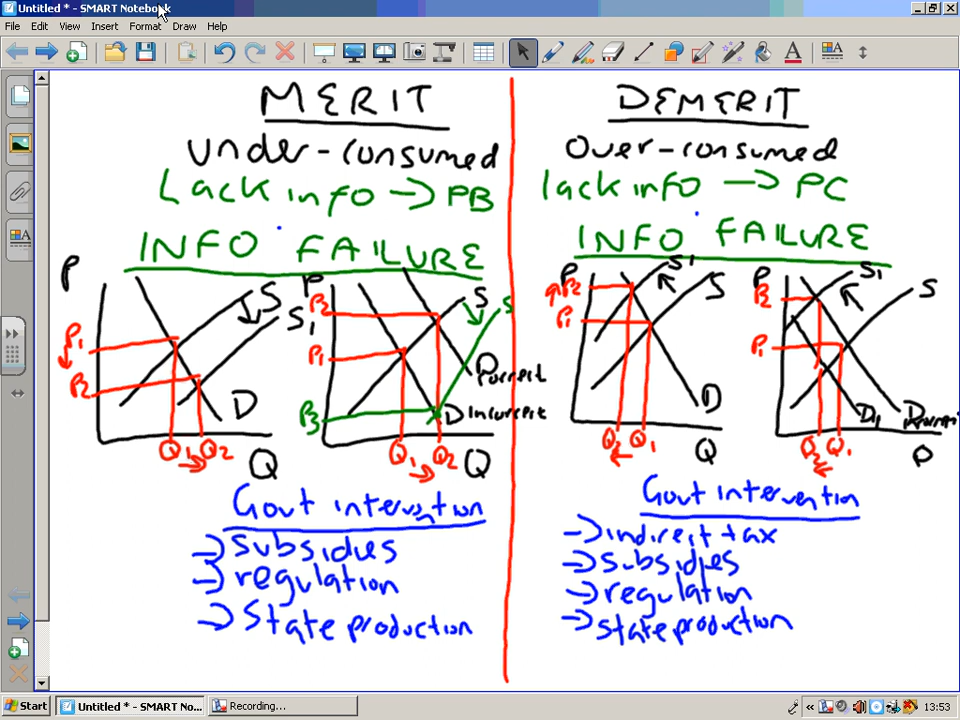 Untitled * - SMART Notebook
File Edit View Insert Format Draw Help
MERIT
Under-consumed
Lack info → PB
INFO FAILURE
P
S
S1
P1
P2
D
Q1 Q2
Q
P
S
S
P2
P1
P3
D correct
D incorrect
Q1 Q2
Q
Govt intervention
→ subsidies
→ regulation
→ State production
DEMERIT
Over-consumed
lack info → PC
INFO FAILURE
P
S1
S
P2
P1
D
Q2 Q1
Q
P
S1
S
P2
P1
D1
D
Q2 Q1
Q
Govt intervention
→ indirect tax
→ subsidies
→ regulation
→ state production
Start
Untitled * - SMART No...
Recording...
13:53